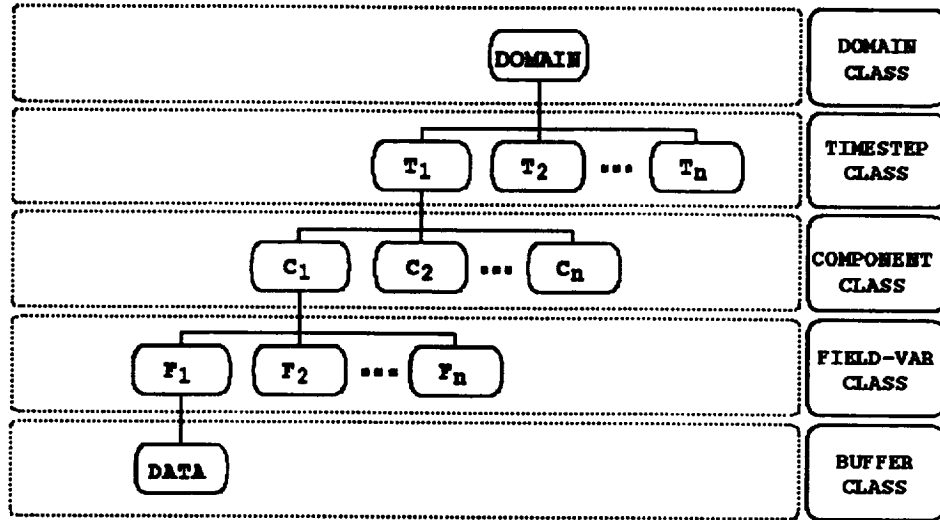 DOMAIN
DOMAIN
CLASS
T1 T2 ... Tn
TIMESTEP
CLASS
C1 C2 ... Cn
COMPONENT
CLASS
F1 F2 ... Fn
FIELD-VAR
CLASS
DATA
BUFFER
CLASS